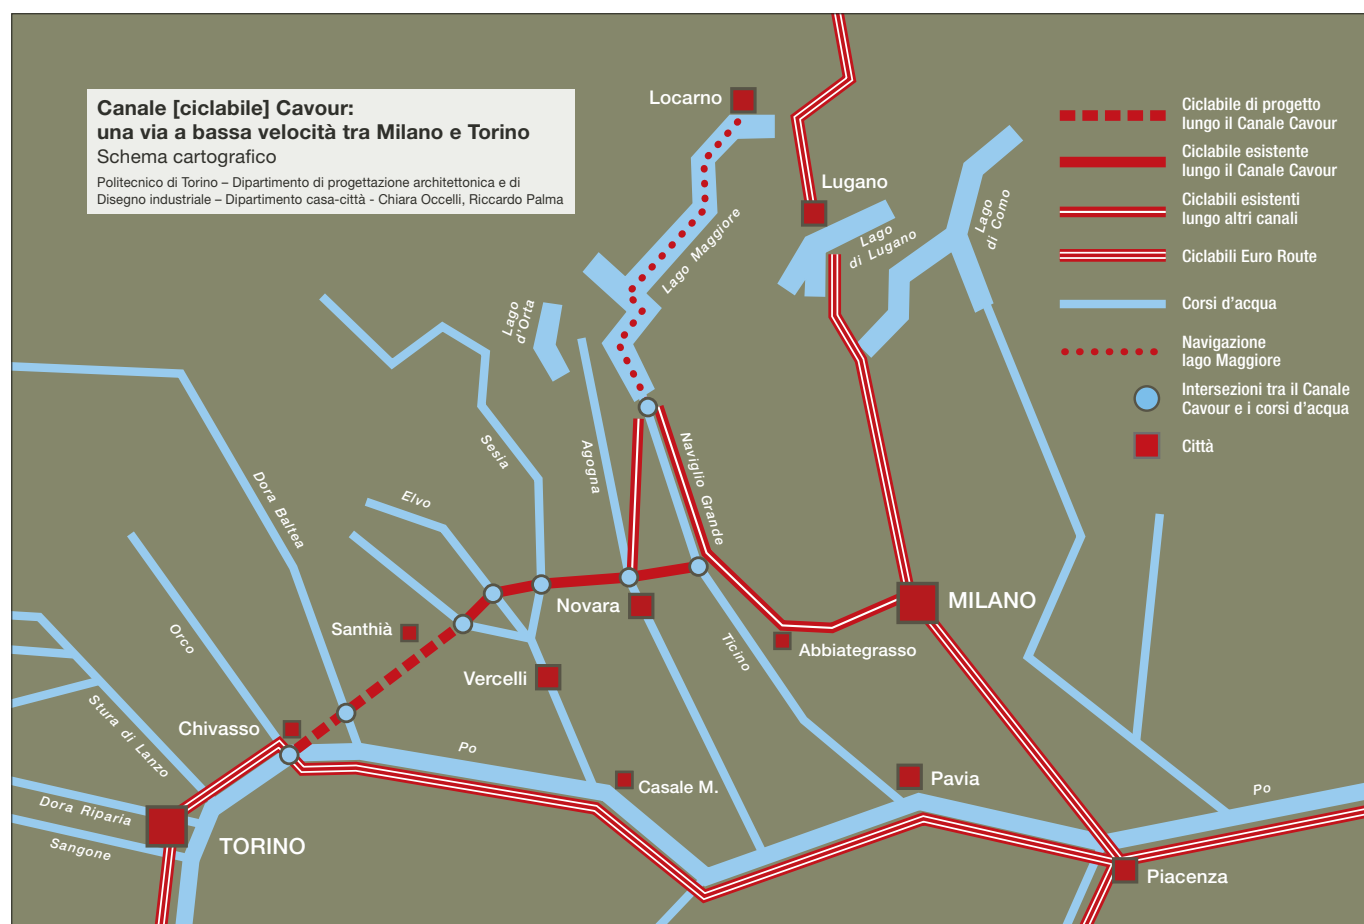 Canale [ciclabile] Cavour:
una via a bassa velocità tra Milano e Torino
Schema cartografico
Politecnico di Torino – Dipartimento di progettazione architettonica e di
Disegno industriale – Dipartimento casa-città - Chiara Occelli, Riccardo Palma
Locarno
Lugano
Lago Maggiore
Lago
di Lugano
Lago
di Como
Lago
d'Orta
Ciclabile di progetto
lungo il Canale Cavour
Ciclabile esistente
lungo il Canale Cavour
Ciclabili esistenti
lungo altri canali
Ciclabili Euro Route
Corsi d'acqua
Navigazione
lago Maggiore
Intersezioni tra il Canale
Cavour e i corsi d'acqua
Città
Sesia
Agogna
Naviglio Grande
Dora Baltea
Elvo
Orco
Santhià
Novara
MILANO
Abbiategrasso
Ticino
Vercelli
Stura di Lanzo
Chivasso
Po
Casale M.
Pavia
Po
Dora Riparia
Sangone
TORINO
Piacenza